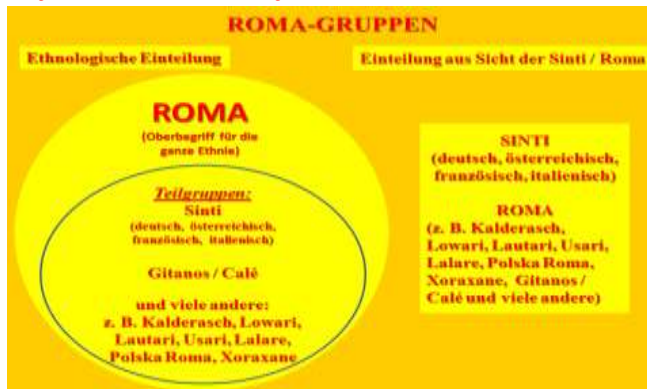 ROMA-GRUPPEN
Ethnologische Einteilung
Einteilung aus Sicht der Sinti / Roma
ROMA
(Oberbegriff für die
ganze Ethnie)
Teilgruppen:
Sinti
(deutsch, österreichisch,
französisch, italienisch)
Gitanos / Calé
und viele andere:
z. B. Kalderasch, Lowari,
Lautari, Usari, Lalare,
Polska Roma, Xoraxane
SINTI
(deutsch, österreichisch,
französisch, italienisch)
ROMA
(z. B. Kalderasch,
Lowari, Lautari, Usari,
Lalare, Polska Roma,
Xoraxane, Gitanos /
Calé und viele andere)